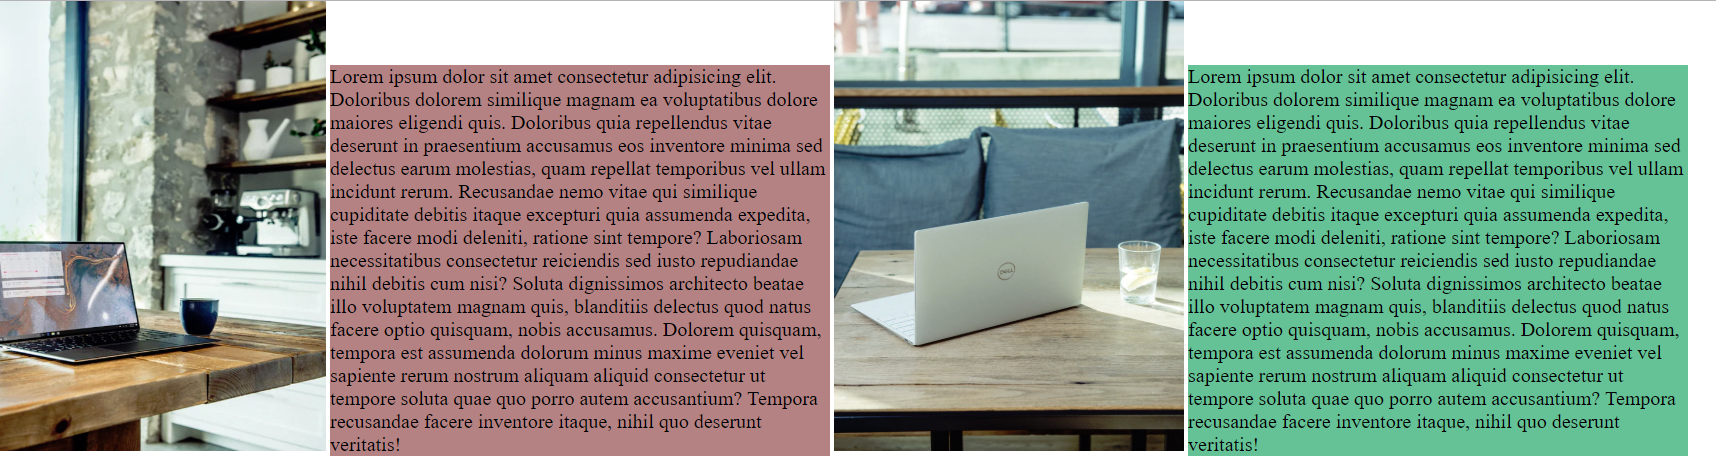 Lorem ipsum dolor sit amet consectetur adipisicing elit.
Doloribus dolorem similique magnam ea voluptatibus dolore
maiores eligendi quis. Doloribus quia repellendus vitae
deserunt in praesentium accusamus eos inventore minima sed
delectus earum molestias, quam repellat temporibus vel ullam
incidunt rerum. Recusandae nemo vitae qui similique
cupiditate debitis itaque excepturi quia assumenda expedita,
iste facere modi deleniti, ratione sint tempore? Laboriosam
necessitatibus consectetur reiciendis sed iusto repudiandae
nihil debitis cum nisi? Soluta dignissimos architecto beatae
illo voluptatem magnam quis, blanditiis delectus quod natus
facere optio quisquam, nobis accusamus. Dolorem quisquam,
tempora est assumenda dolorum minus maxime eveniet vel
sapiente rerum nostrum aliquam aliquid consectetur ut
tempore soluta quae quo porro autem accusantium? Tempora
recusandae facere inventore itaque, nihil quo deserunt
veritatis!
DELL
Lorem ipsum dolor sit amet consectetur adipisicing elit.
Doloribus dolorem similique magnam ea voluptatibus dolore
maiores eligendi quis. Doloribus quia repellendus vitae
deserunt in praesentium accusamus eos inventore minima sed
delectus earum molestias, quam repellat temporibus vel ullam
incidunt rerum. Recusandae nemo vitae qui similique
cupiditate debitis itaque excepturi quia assumenda expedita,
iste facere modi deleniti, ratione sint tempore? Laboriosam
necessitatibus consectetur reiciendis sed iusto repudiandae
nihil debitis cum nisi? Soluta dignissimos architecto beatae
illo voluptatem magnam quis, blanditiis delectus quod natus
facere optio quisquam, nobis accusamus. Dolorem quisquam,
tempora est assumenda dolorum minus maxime eveniet vel
sapiente rerum nostrum aliquam aliquid consectetur ut
tempore soluta quae quo porro autem accusantium? Tempora
recusandae facere inventore itaque, nihil quo deserunt
veritatis!